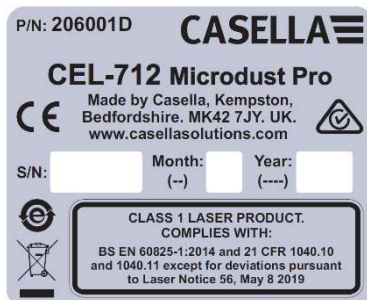 P/N: 206001D
CASELLA
CEL-712 Microdust Pro
CE
Made by Casella, Kempston,
Bedfordshire. MK42 7JY. UK.
www.casellasolutions.com
S/N:
Month:
(--)
Year:
(----)
e
CLASS 1 LASER PRODUCT.
COMPLIES WITH:
BS EN 60825-1:2014 and 21 CFR 1040.10
and 1040.11 except for deviations pursuant
to Laser Notice 56, May 8 2019